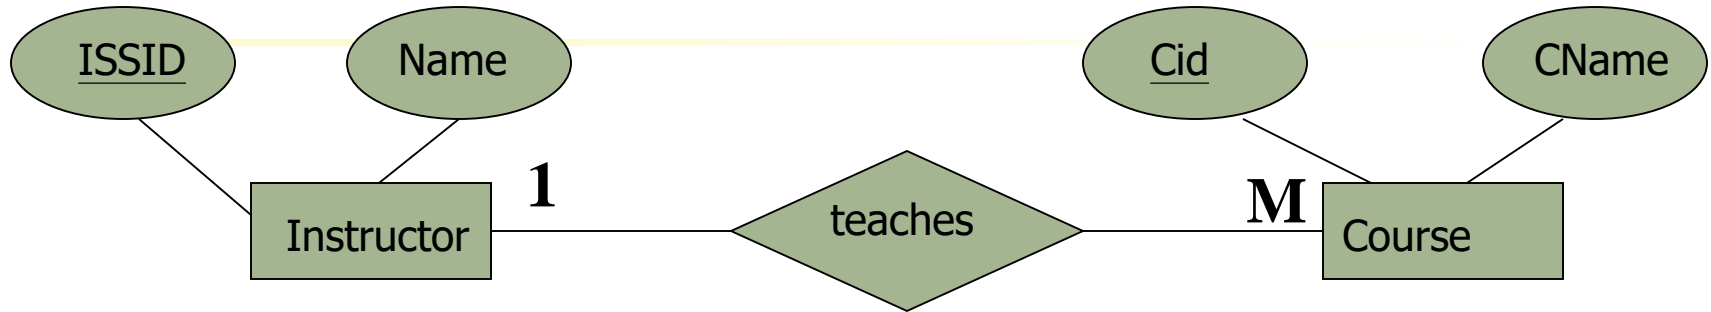 ISSID
Name
Cid
CName
1
M
teaches
Instructor
Course